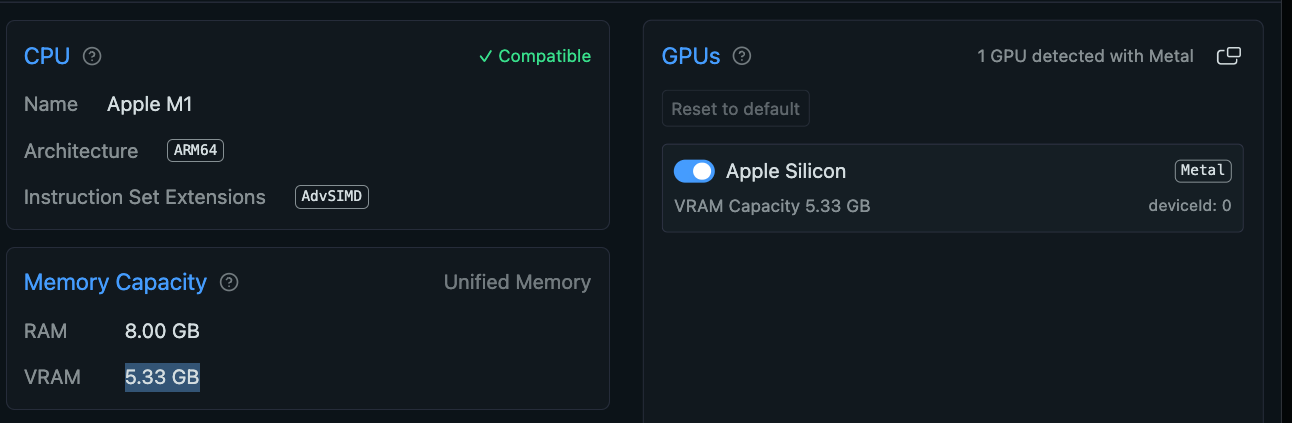 CPU ? ✓ Compatible
Name Apple M1
Architecture ARM64
Instruction Set Extensions AdvSIMD
Memory Capacity ? Unified Memory
RAM 8.00 GB
VRAM 5.33 GB
GPUs ? 1 GPU detected with Metal
Reset to default
Apple Silicon Metal
VRAM Capacity 5.33 GB deviceId: 0